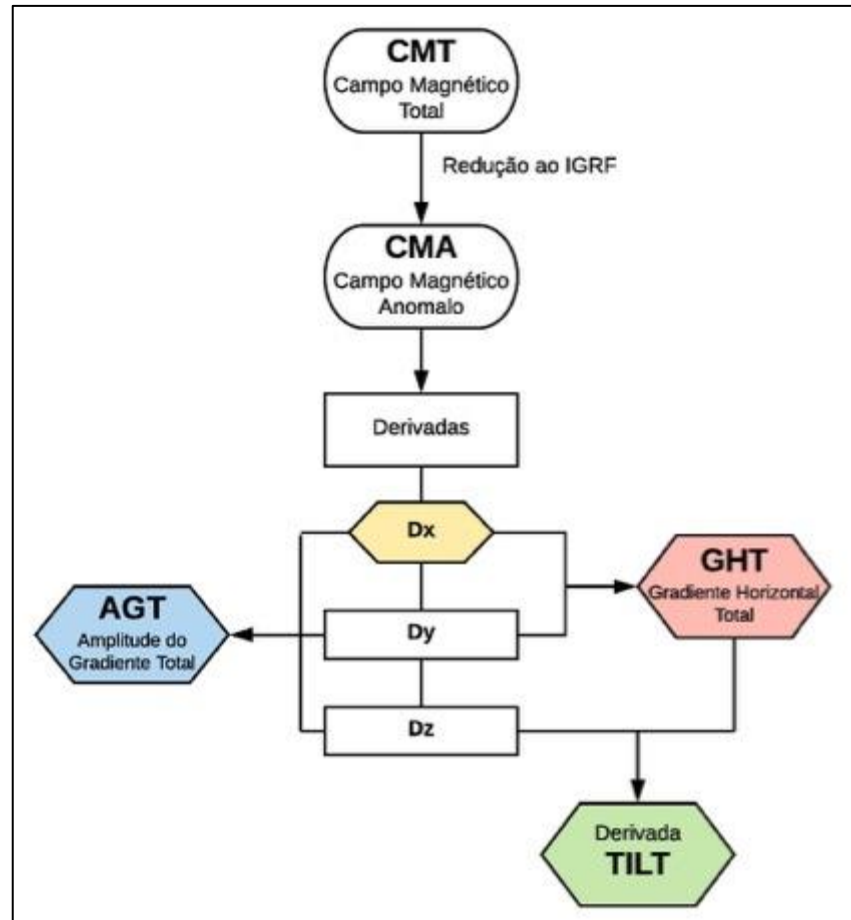 CMT
Campo Magnético
Total
Redução ao IGRF
CMA
Campo Magnético
Anomalo
Derivadas
Dx
GHT
Gradiente Horizontal
Total
AGT
Amplitude do
Gradiente Total
Dy
Dz
Derivada
TILT